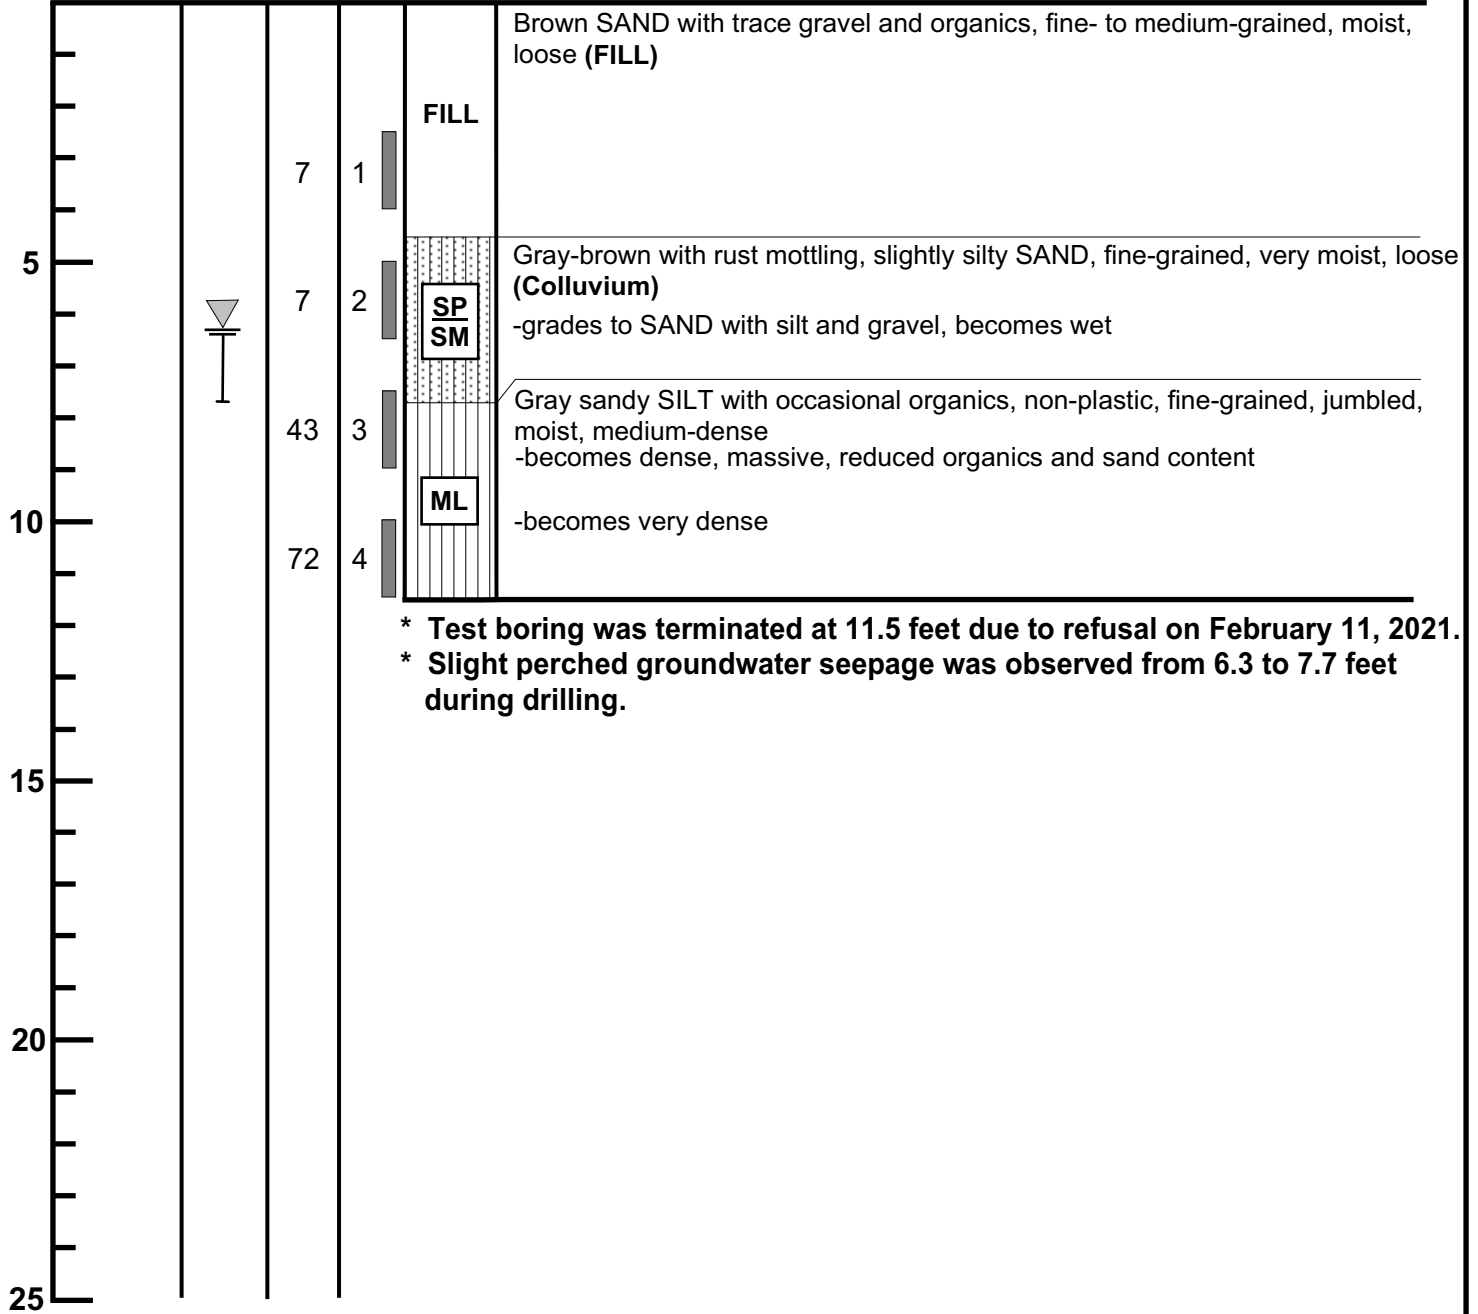 Brown SAND with trace gravel and organics, fine- to medium-grained, moist,
loose (FILL)
FILL
7 1
5
Gray-brown with rust mottling, slightly silty SAND, fine-grained, very moist, loose
(Colluvium)
7 2
SP
SM
-grades to SAND with silt and gravel, becomes wet
Gray sandy SILT with occasional organics, non-plastic, fine-grained, jumbled,
moist, medium-dense
43 3
-becomes dense, massive, reduced organics and sand content
ML
10
-becomes very dense
72 4
* Test boring was terminated at 11.5 feet due to refusal on February 11, 2021.
* Slight perched groundwater seepage was observed from 6.3 to 7.7 feet
during drilling.
15
20
25